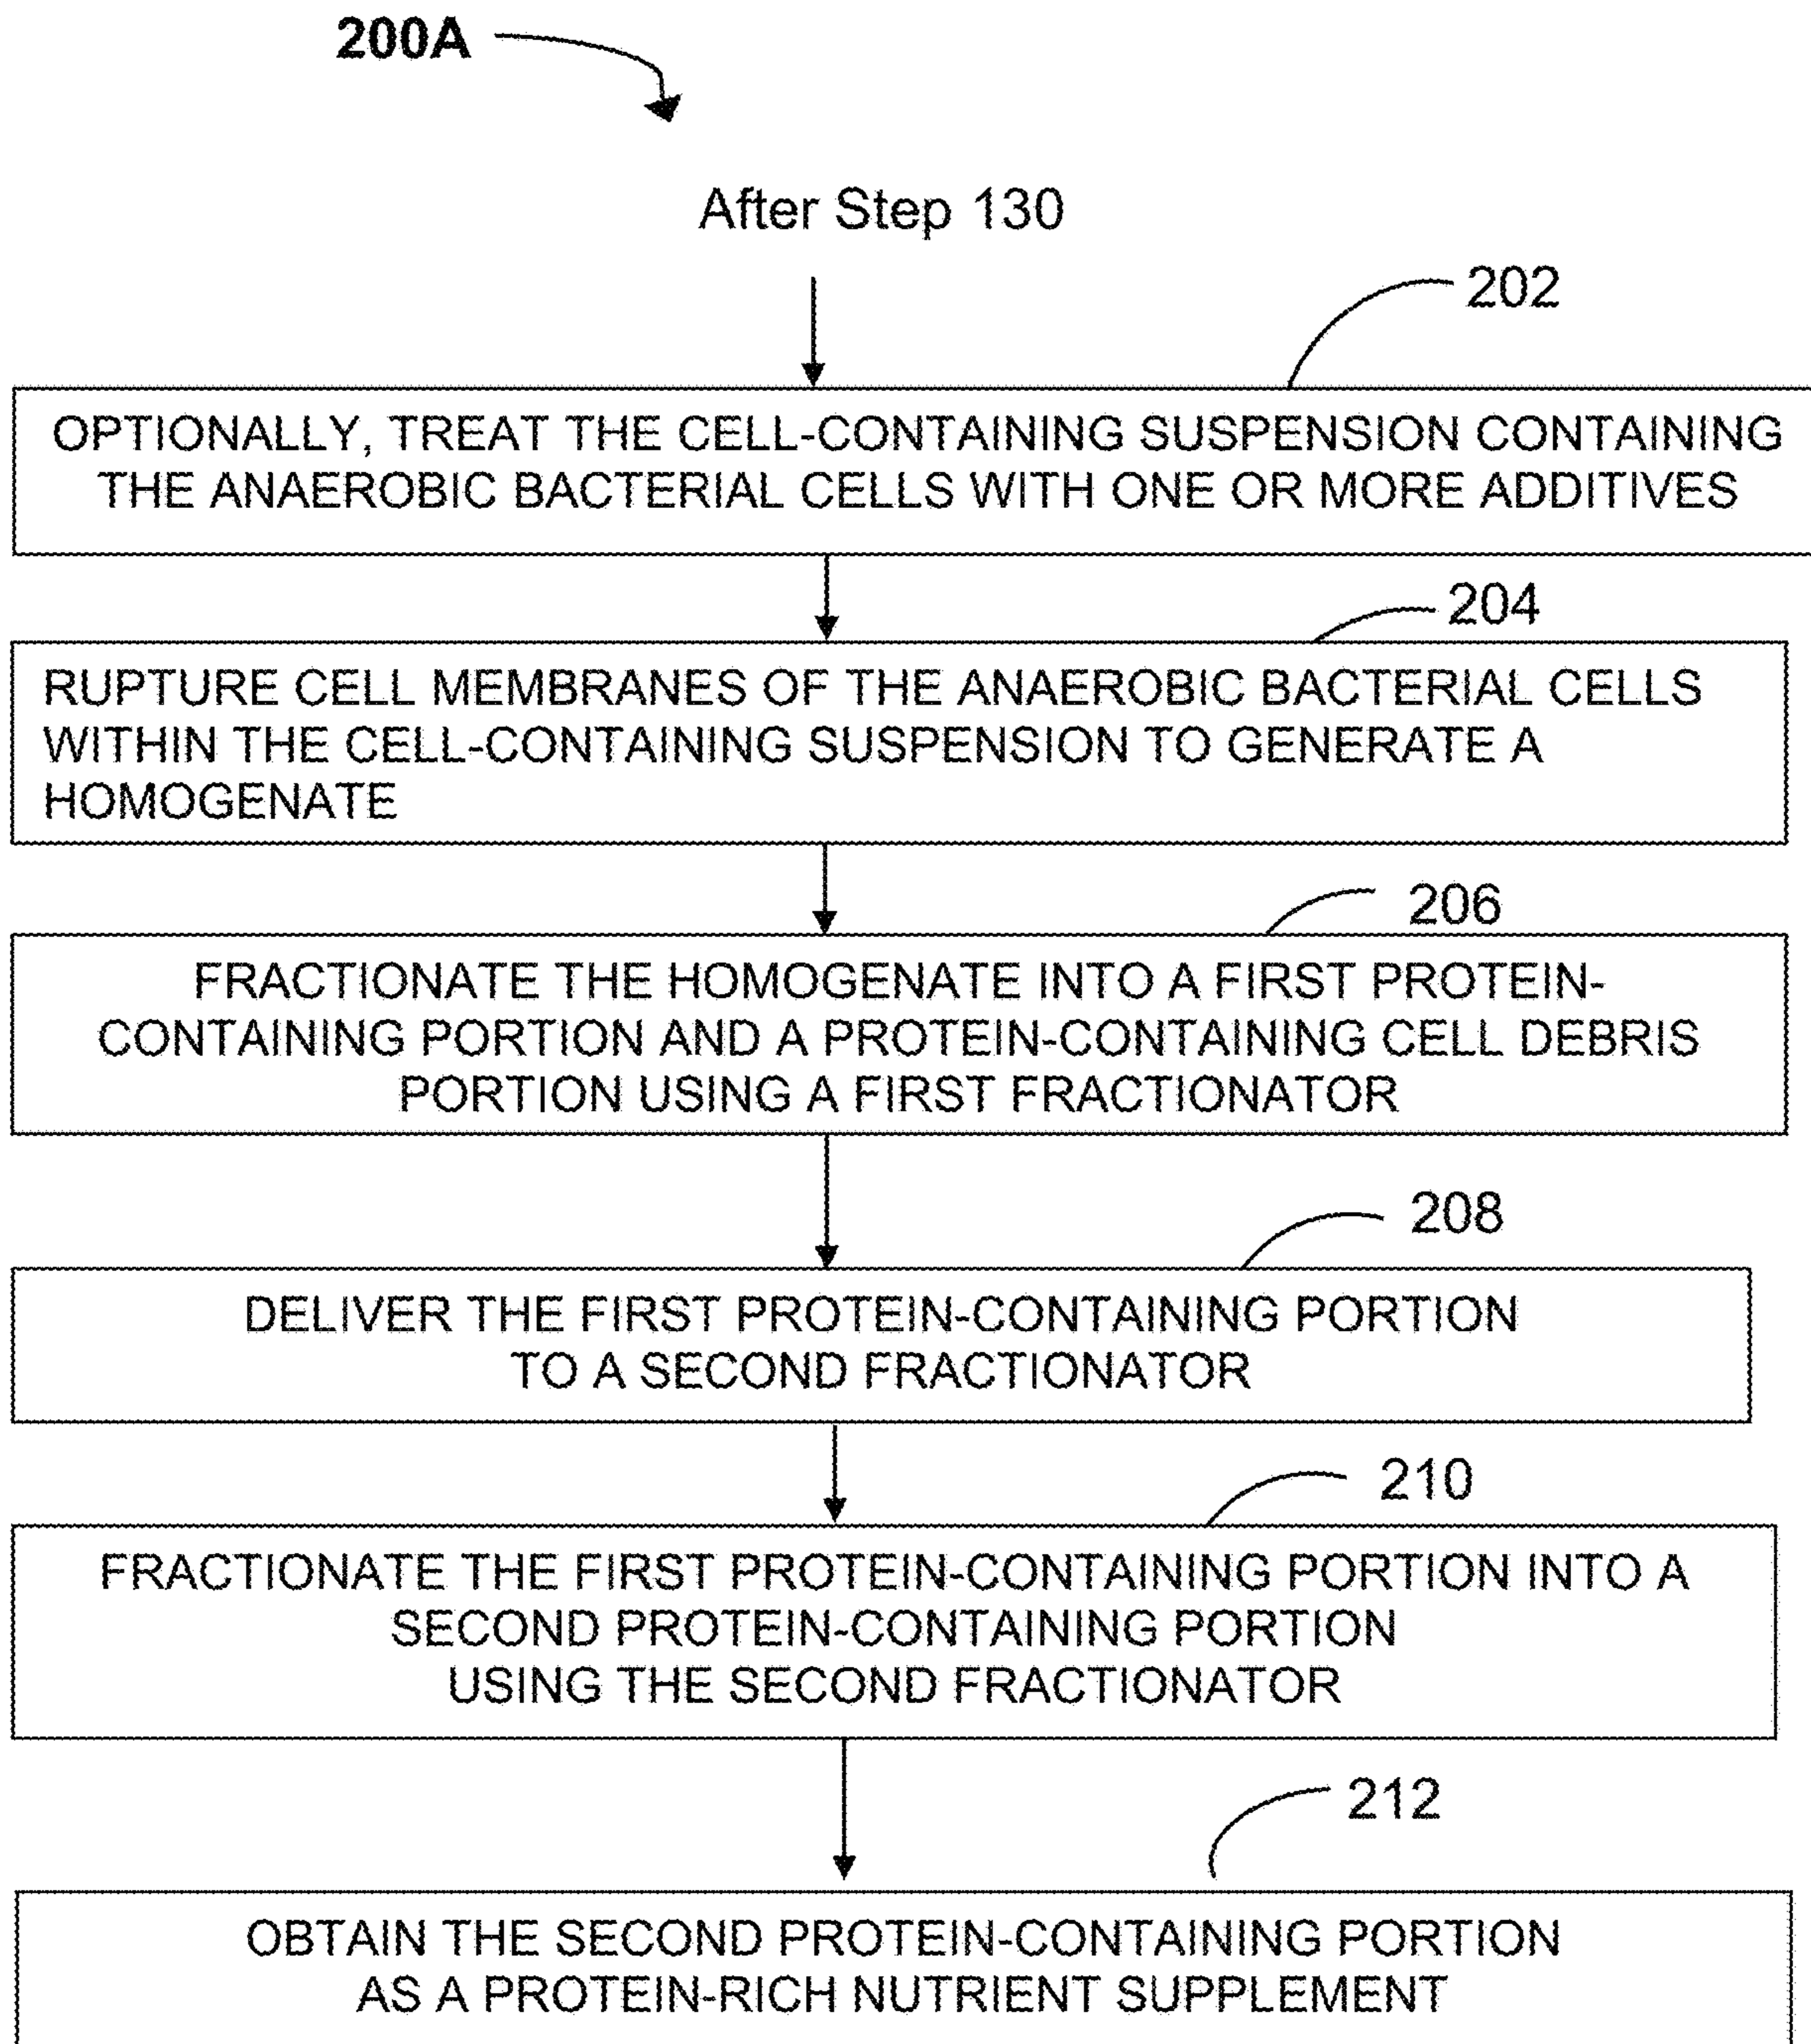 200A
After Step 130
202
OPTIONALLY, TREAT THE CELL-CONTAINING SUSPENSION CONTAINING
THE ANAEROBIC BACTERIAL CELLS WITH ONE OR MORE ADDITIVES
204
RUPTURE CELL MEMBRANES OF THE ANAEROBIC BACTERIAL CELLS
WITHIN THE CELL-CONTAINING SUSPENSION TO GENERATE A
HOMOGENATE
206
FRACTIONATE THE HOMOGENATE INTO A FIRST PROTEIN-
CONTAINING PORTION AND A PROTEIN-CONTAINING CELL DEBRIS
PORTION USING A FIRST FRACTIONATOR
208
DELIVER THE FIRST PROTEIN-CONTAINING PORTION
TO A SECOND FRACTIONATOR
210
FRACTIONATE THE FIRST PROTEIN-CONTAINING PORTION INTO A
SECOND PROTEIN-CONTAINING PORTION
USING THE SECOND FRACTIONATOR
212
OBTAIN THE SECOND PROTEIN-CONTAINING PORTION
AS A PROTEIN-RICH NUTRIENT SUPPLEMENT